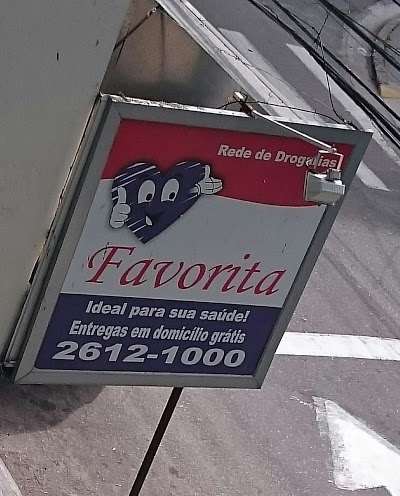 Rede de Drogarias
Favorita
Ideal para sua saúde!
Entregas em domicílio grátis
2612-1000